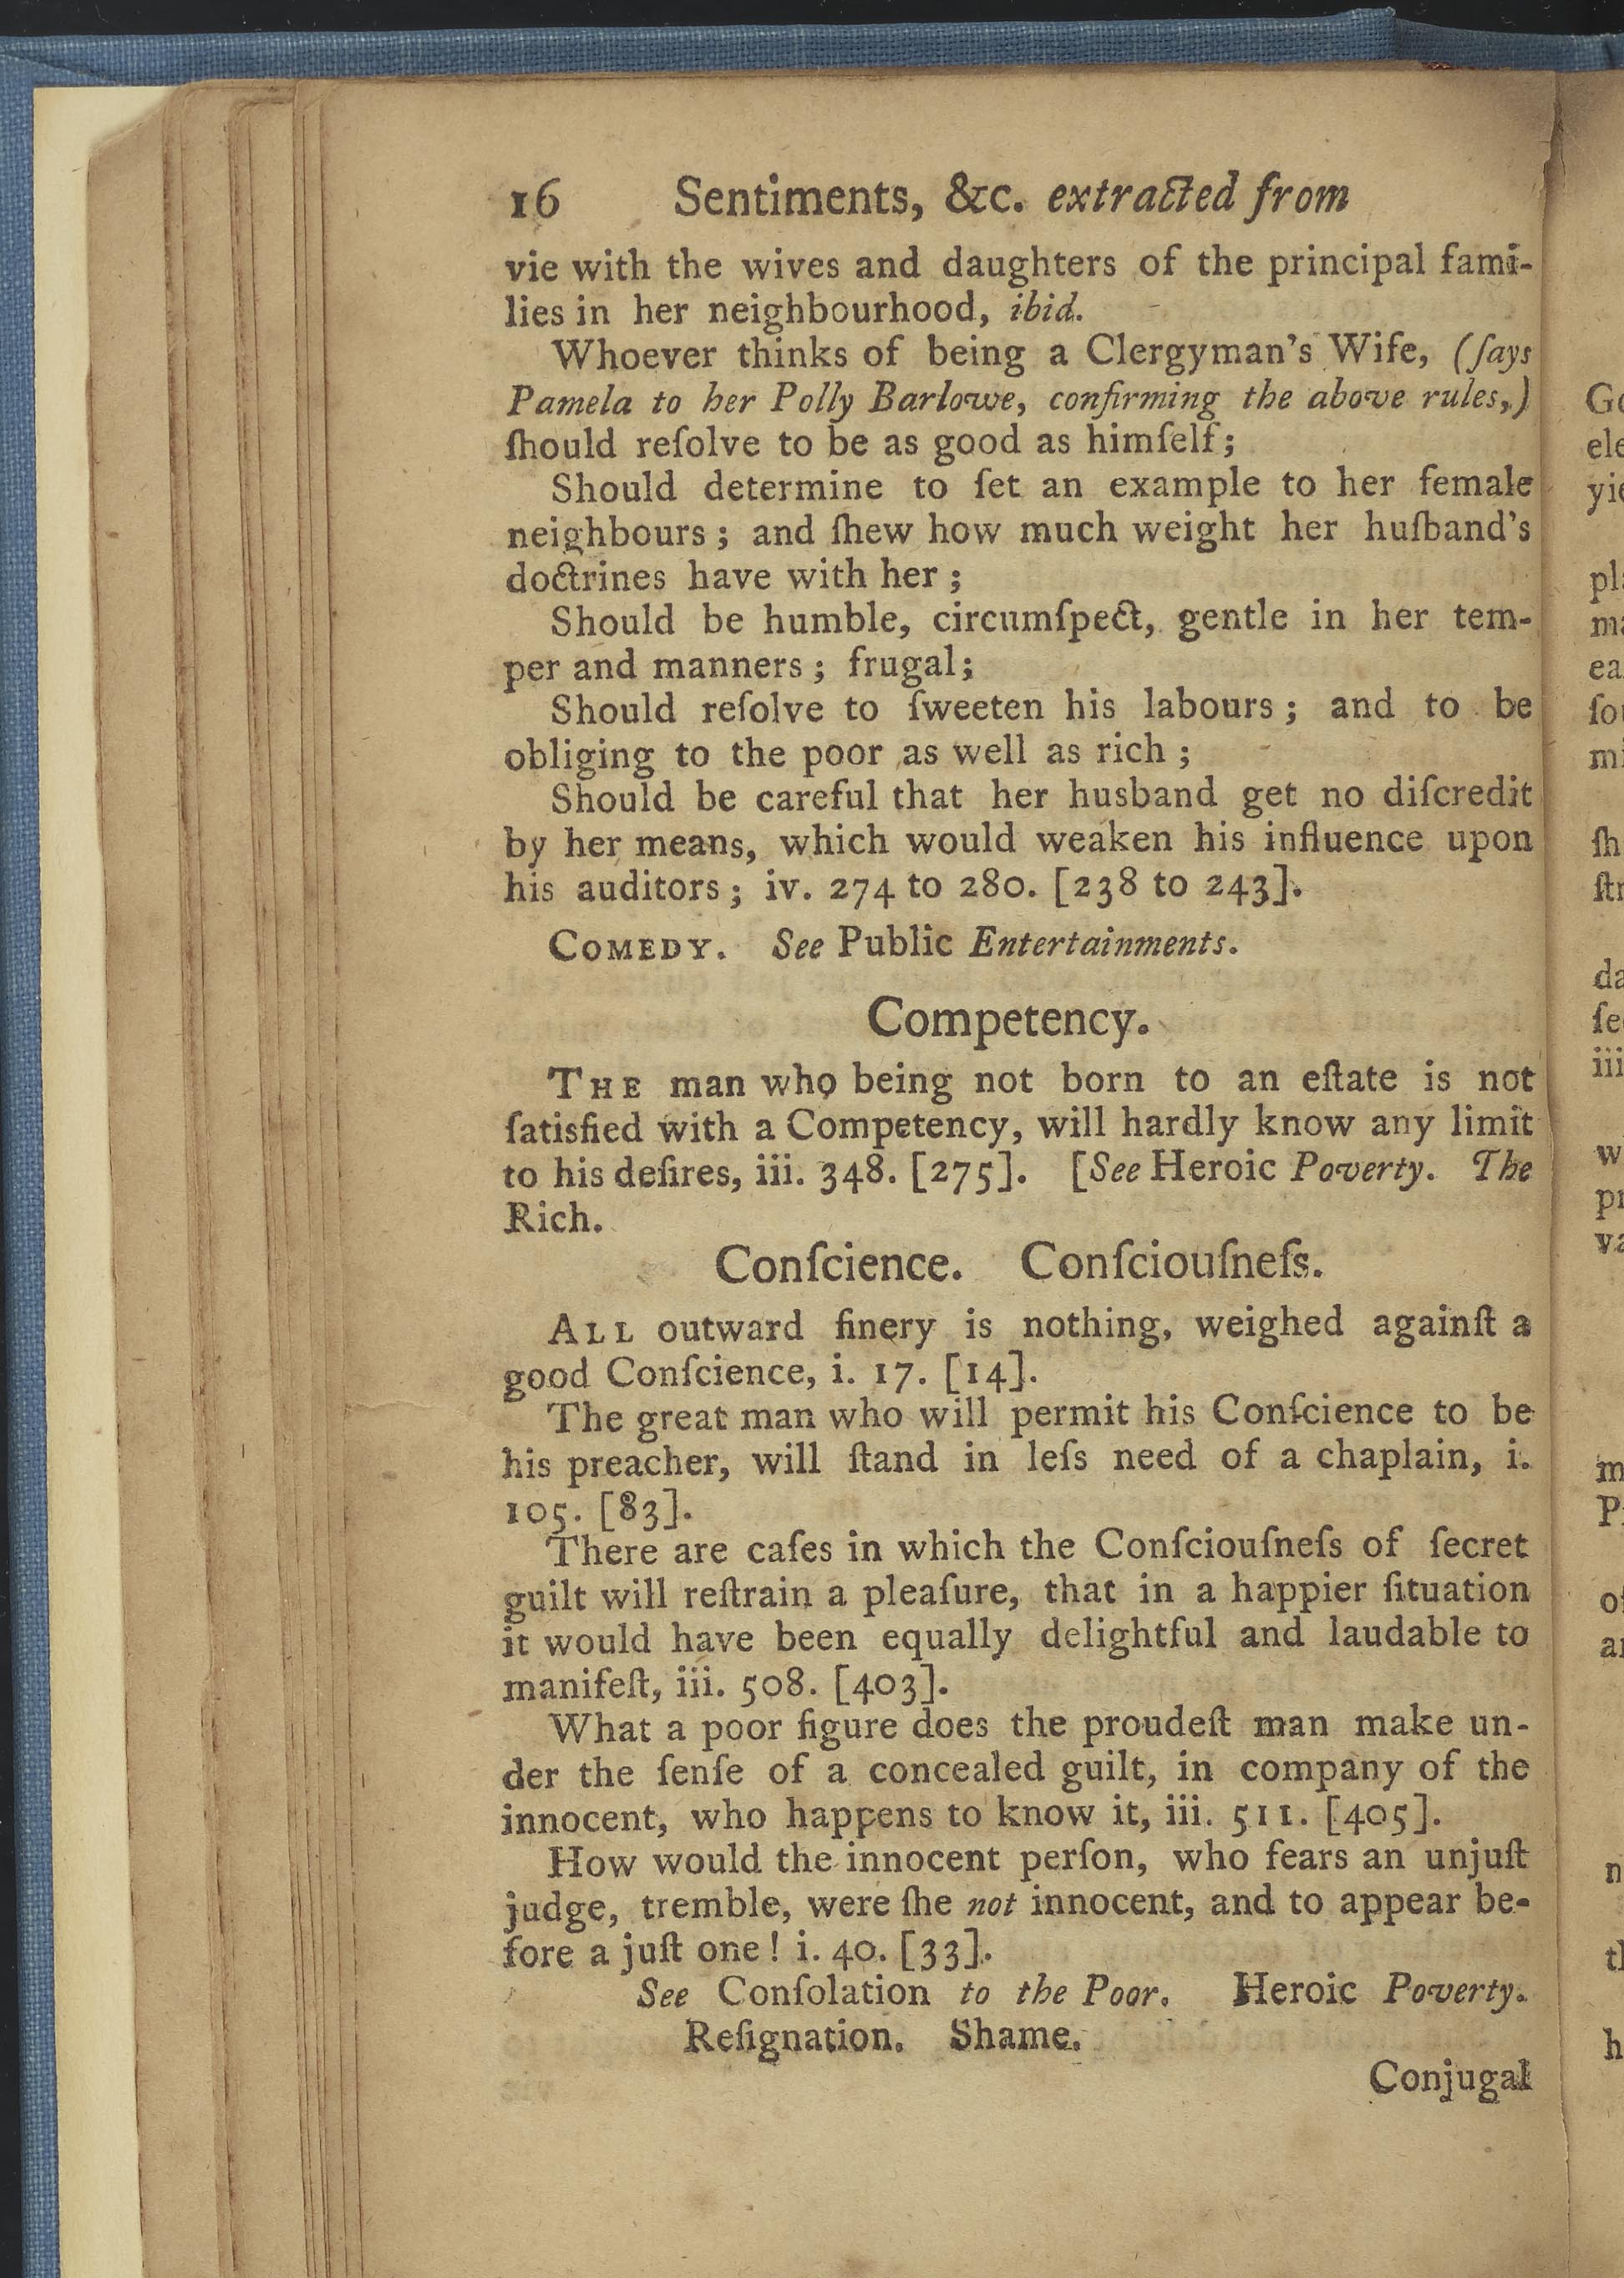 16 Sentiments, &c. extracted from
vie with the wives and daughters of the principal fami-
lies in her neighbourhood, ibid.
Whoever thinks of being a Clergyman's Wife, (ſays
Pamela to her Polly Barlowe, confirming the above rules,)
ſhould reſolve to be as good as himſelf;
Should determine to ſet an example to her female
neighbours ; and ſhew how much weight her huſband's
doctrines have with her ;
Should be humble, circumſpect, gentle in her tem-
per and manners ; frugal;
Should reſolve to ſweeten his labours ; and to be
obliging to the poor as well as rich ;
Should be careful that her husband get no diſcredit
by her means, which would weaken his influence upon
his auditors ; iv. 274 to 280. [238 to 243].
COMEDY. See Public Entertainments.
Competency.
THE man who being not born to an eſtate is not
ſatisfied with a Competency, will hardly know any limit
to his deſires, iii. 348. [275]. [See Heroic Poverty. The
Rich.
Conſcience. Conſciouſneſs.
ALL outward finery is nothing, weighed againſt a
good Conſcience, i. 17. [14].
The great man who will permit his Conſcience to be
his preacher, will ſtand in leſs need of a chaplain, i.
105. [83].
There are caſes in which the Conſciouſneſs of ſecret
guilt will reſtrain a pleaſure, that in a happier ſituation
it would have been equally delightful and laudable to
manifeſt, iii. 508. [403].
What a poor figure does the proudeſt man make un-
der the ſenſe of a concealed guilt, in company of the
innocent, who happens to know it, iii. 511. [405].
How would the innocent perſon, who fears an unjuſt
judge, tremble, were ſhe not innocent, and to appear be-
fore a juſt one ! i. 40. [33].
See Conſolation to the Poor. Heroic Poverty.
Reſignation. Shame.
Conjugal